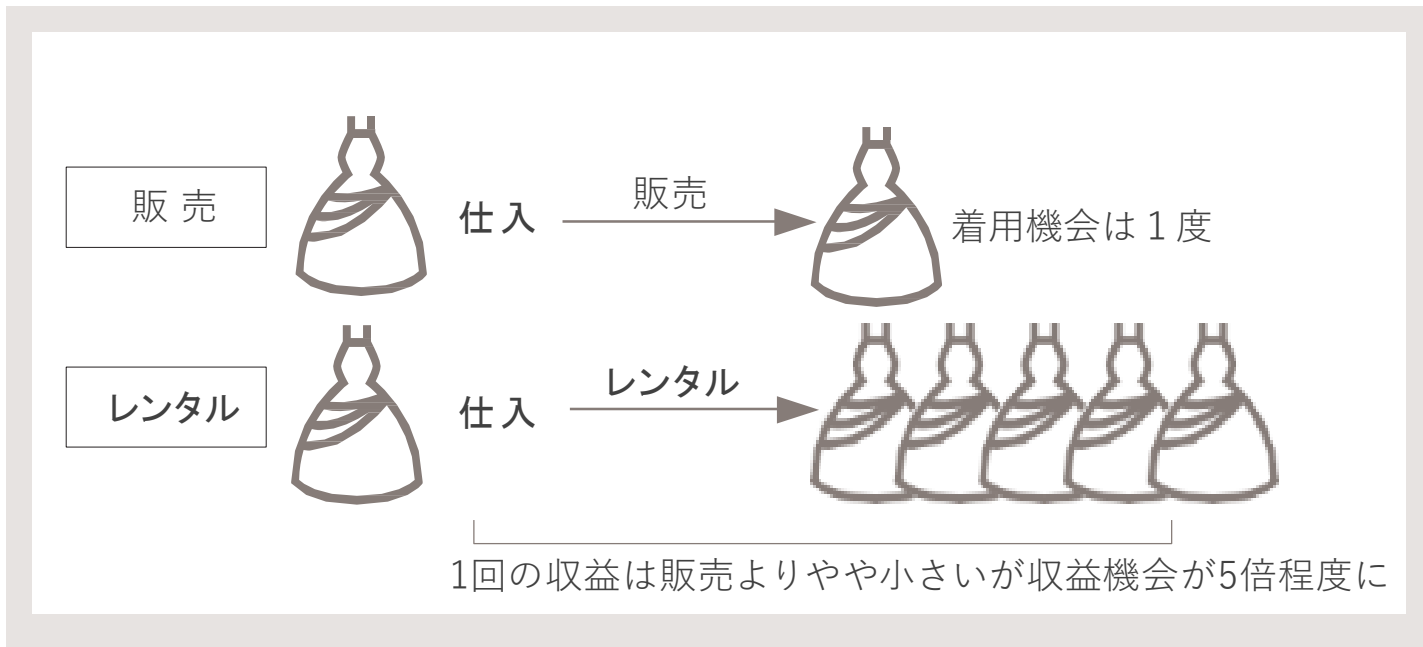 販売
仕入
販売
着用機会は1度
レンタル
仕入
レンタル
1回の収益は販売よりやや小さいが収益機会が5倍程度に